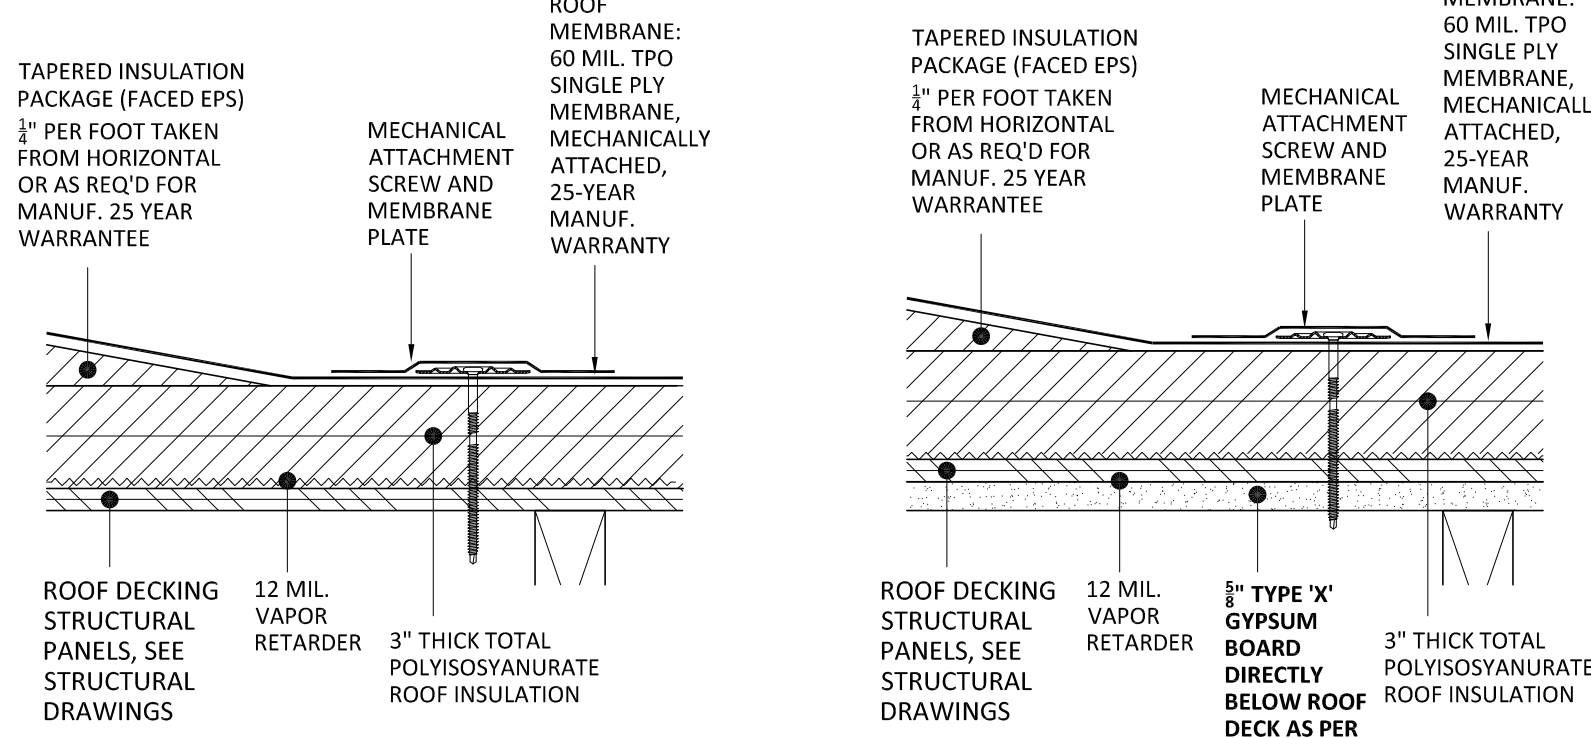 TAPERED INSULATION
PACKAGE (FACED EPS)
1/4" PER FOOT TAKEN
FROM HORIZONTAL
OR AS REQ'D FOR
MANUF. 25 YEAR
WARRANTEE
MECHANICAL
ATTACHMENT
SCREW AND
MEMBRANE
PLATE
ROOF
MEMBRANE:
60 MIL. TPO
SINGLE PLY
MEMBRANE,
MECHANICALLY
ATTACHED,
25-YEAR
MANUF.
WARRANTY
ROOF DECKING
STRUCTURAL
PANELS, SEE
STRUCTURAL
DRAWINGS
12 MIL.
VAPOR
RETARDER
3" THICK TOTAL
POLYISOSYANURATE
ROOF INSULATION
TAPERED INSULATION
PACKAGE (FACED EPS)
1/4" PER FOOT TAKEN
FROM HORIZONTAL
OR AS REQ'D FOR
MANUF. 25 YEAR
WARRANTEE
MECHANICAL
ATTACHMENT
SCREW AND
MEMBRANE
PLATE
MEMBRANE:
60 MIL. TPO
SINGLE PLY
MEMBRANE,
MECHANICALL
ATTACHED,
25-YEAR
MANUF.
WARRANTY
ROOF DECKING
STRUCTURAL
PANELS, SEE
STRUCTURAL
DRAWINGS
12 MIL.
VAPOR
RETARDER
5/8" TYPE 'X'
GYPSUM
BOARD
DIRECTLY
BELOW ROOF
DECK AS PER
3" THICK TOTAL
POLYISOSYANURATE
ROOF INSULATION